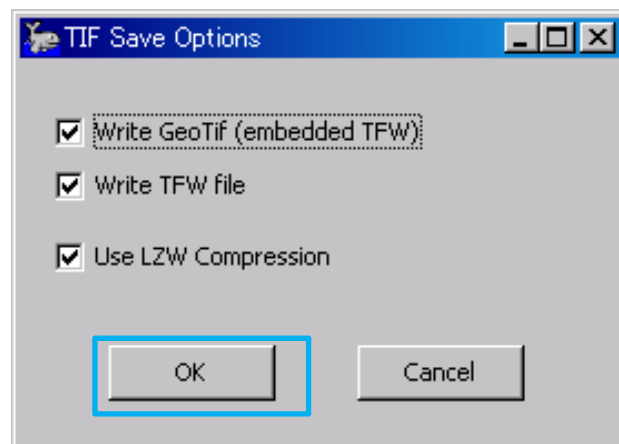 TIF Save Options
Write GeoTif (embedded TFW)
Write TFW file
Use LZW Compression
OK
Cancel